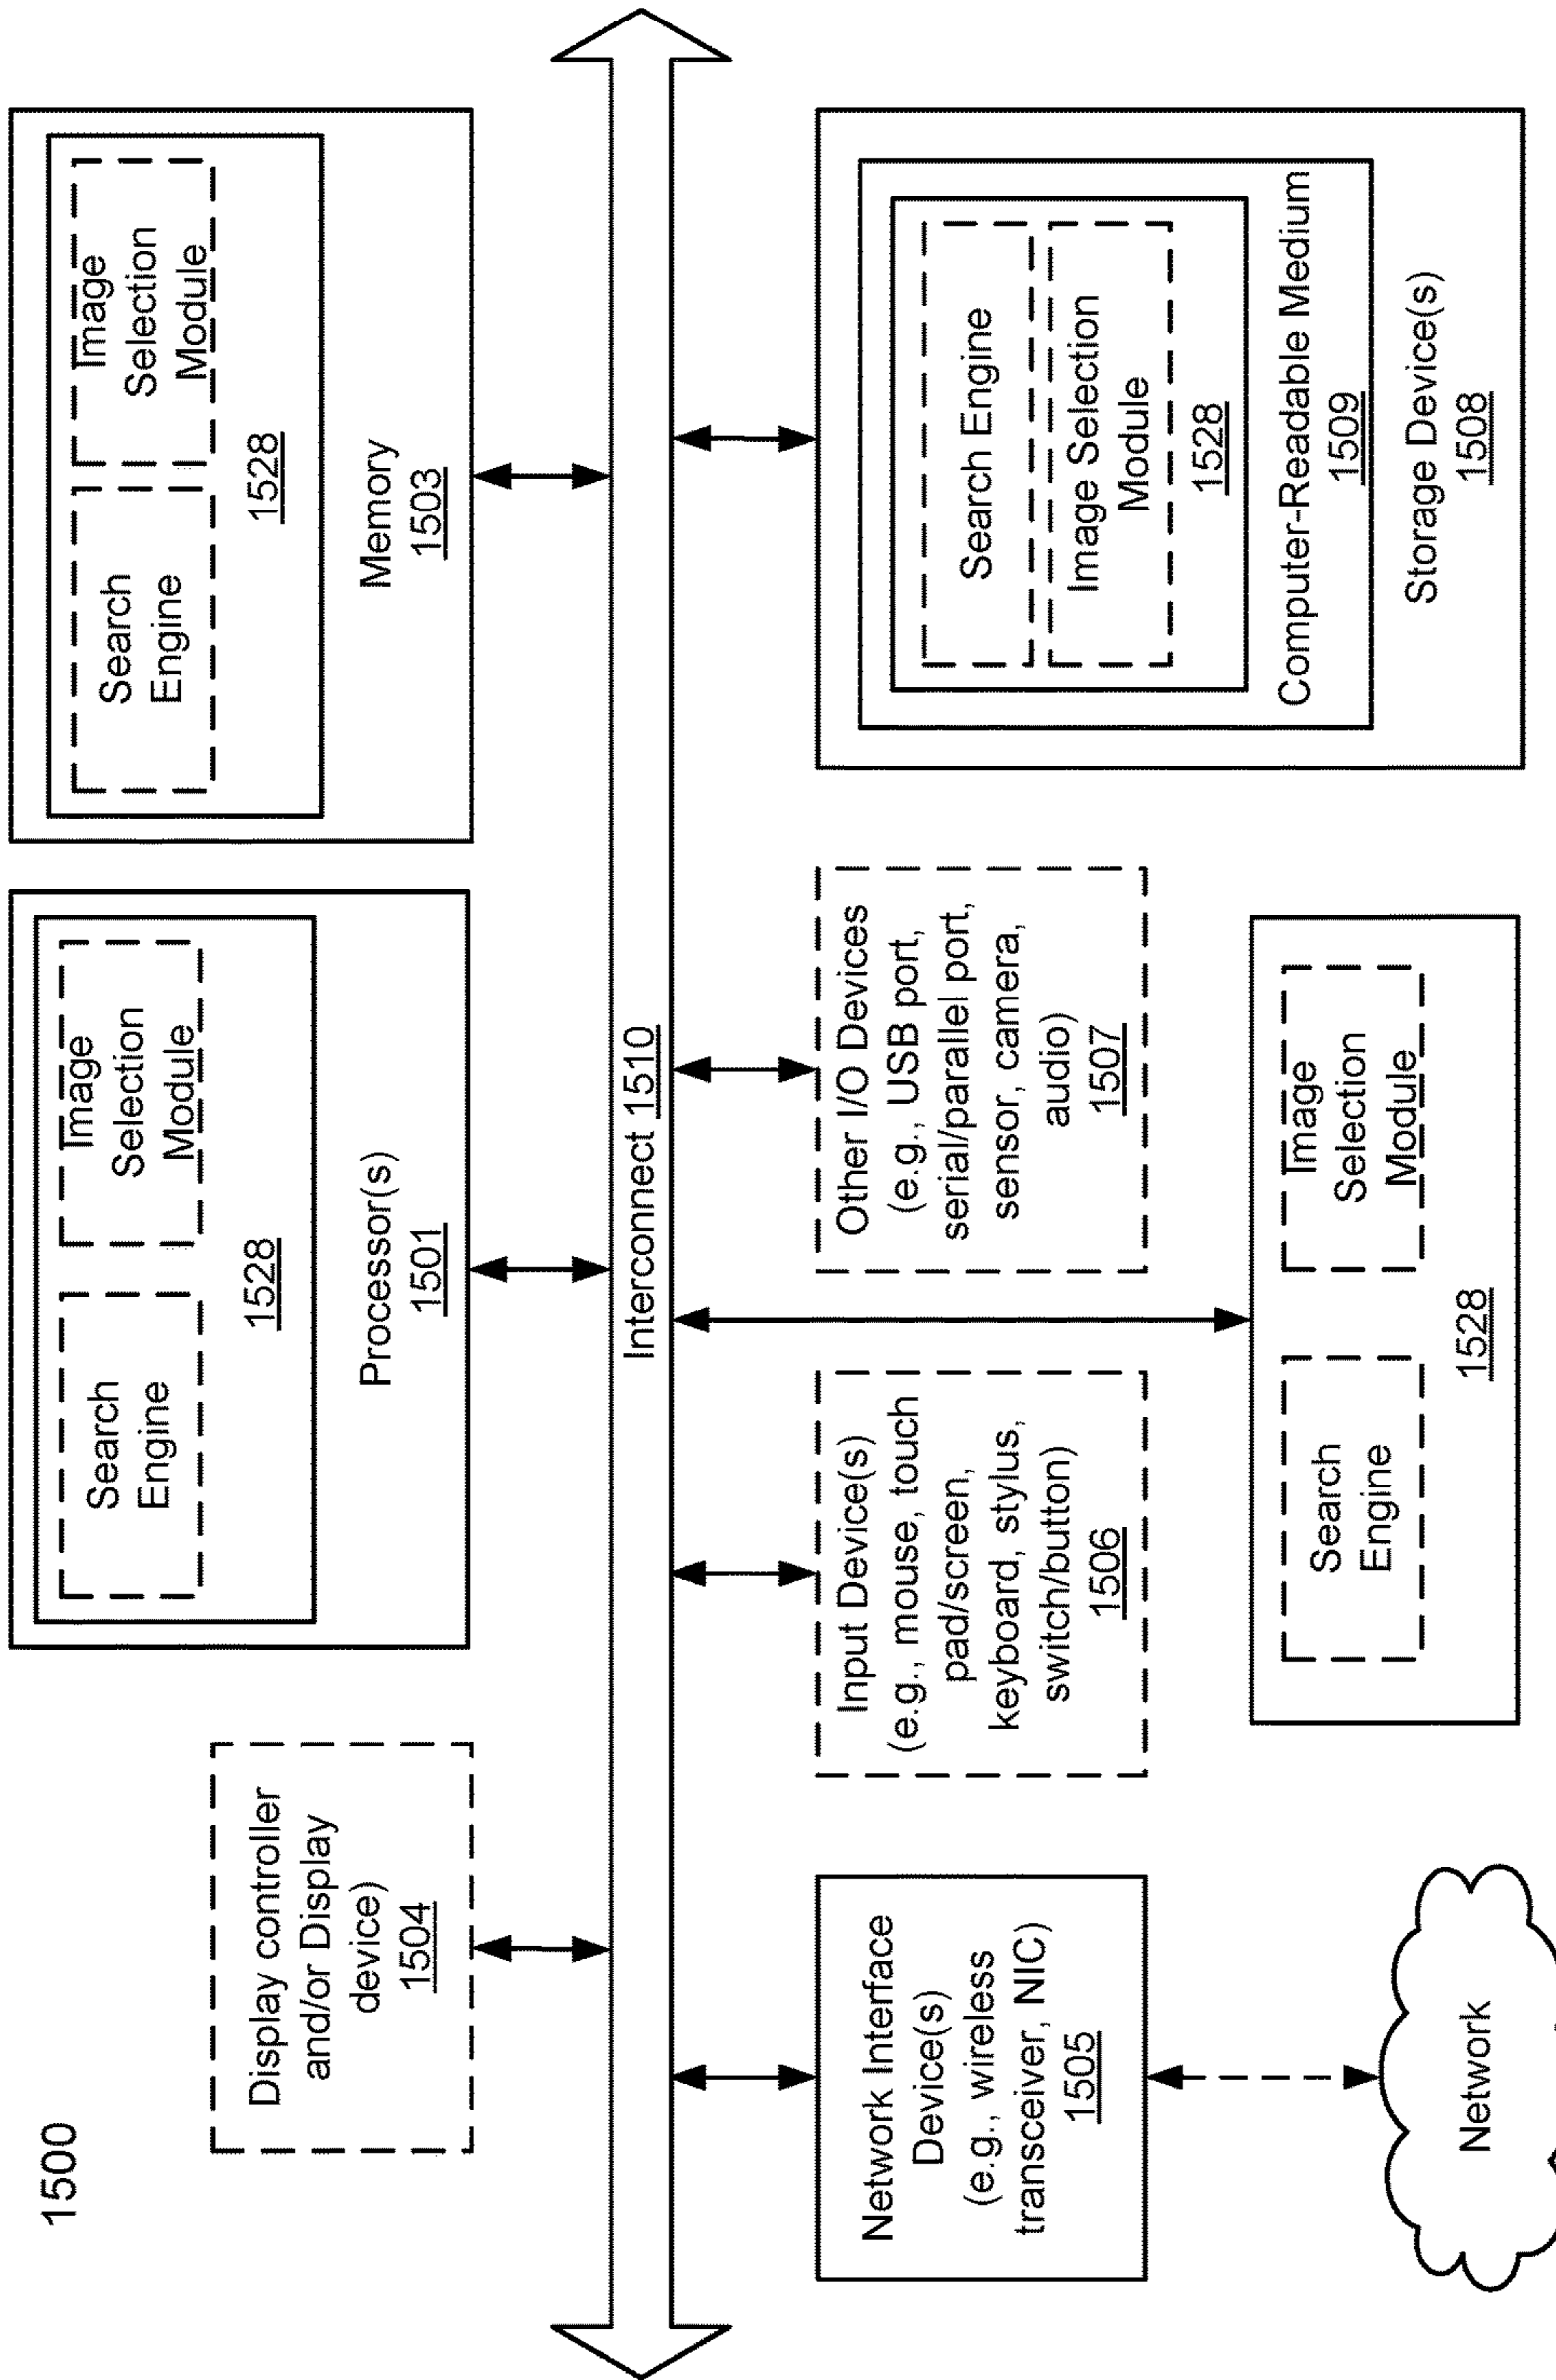 1500
Display controller
and/or Display
device)
1504
Search
Engine
Image
Selection
Module
1528
Processor(s)
1501
Search
Engine
Image
Selection
Module
1528
Memory
1503
Interconnect 1510
Network Interface
Device(s)
(e.g., wireless
transceiver, NIC)
1505
Input Device(s)
(e.g., mouse, touch
pad/screen,
keyboard, stylus,
switch/button)
1506
Other I/O Devices
(e.g., USB port,
serial/parallel port,
sensor, camera,
audio)
1507
Search Engine
Image Selection
Module
1528
Computer-Readable Medium
1509
Storage Device(s)
1508
Network
Search
Engine
Image
Selection
Module
1528